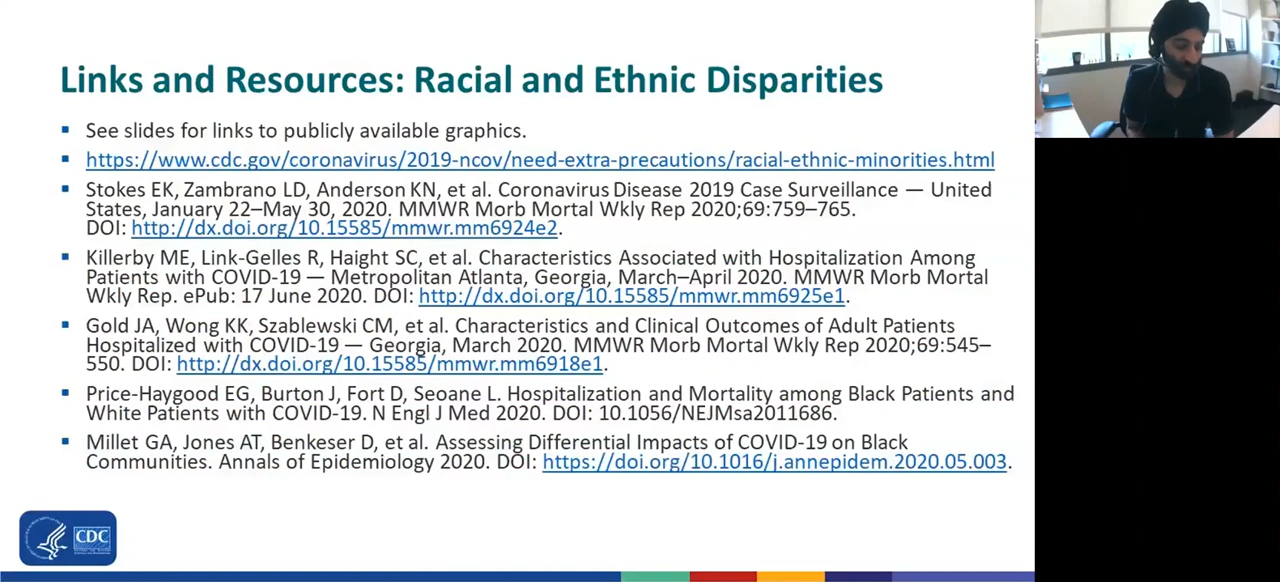 Links and Resources: Racial and Ethnic Disparities
See slides for links to publicly available graphics.
https://www.cdc.gov/coronavirus/2019-ncov/need-extra-precautions/racial-ethnic-minorities.html
Stokes EK, Zambrano LD, Anderson KN, et al. Coronavirus Disease 2019 Case Surveillance — United
States, January 22–May 30, 2020. MMWR Morb Mortal Wkly Rep 2020;69:759–765.
DOI: http://dx.doi.org/10.15585/mmwr.mm6924e2.
Killerby ME, Link-Gelles R, Haight SC, et al. Characteristics Associated with Hospitalization Among
Patients with COVID-19 — Metropolitan Atlanta, Georgia, March–April 2020. MMWR Morb Mortal
Wkly Rep. ePub: 17 June 2020. DOI: http://dx.doi.org/10.15585/mmwr.mm6925e1.
Gold JA, Wong KK, Szablewski CM, et al. Characteristics and Clinical Outcomes of Adult Patients
Hospitalized with COVID-19 — Georgia, March 2020. MMWR Morb Mortal Wkly Rep 2020;69:545–
550. DOI: http://dx.doi.org/10.15585/mmwr.mm6918e1.
Price-Haygood EG, Burton J, Fort D, Seoane L. Hospitalization and Mortality among Black Patients and
White Patients with COVID-19. N Engl J Med 2020. DOI: 10.1056/NEJMsa2011686.
Millet GA, Jones AT, Benkeser D, et al. Assessing Differential Impacts of COVID-19 on Black
Communities. Annals of Epidemiology 2020. DOI: https://doi.org/10.1016/j.annepidem.2020.05.003.
CDC